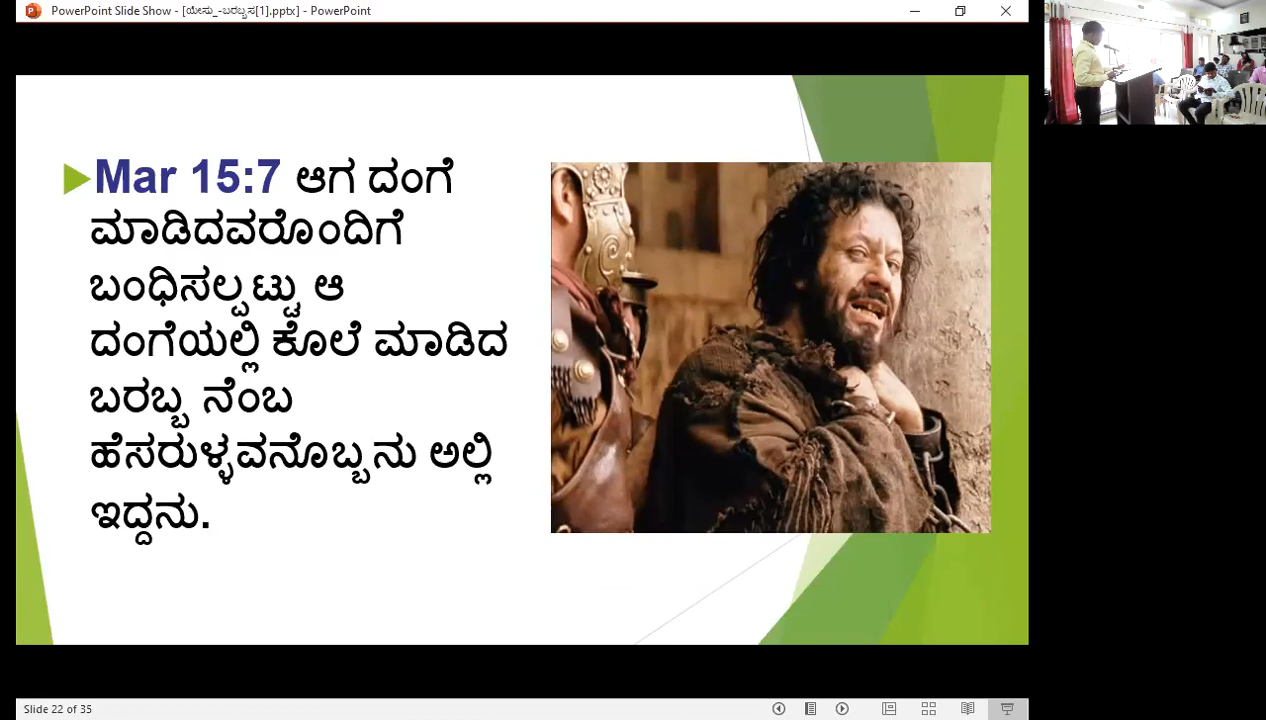 PowerPoint Slide Show - [ಯೇಸು_-ಬರಬ್ಬಸ[1].pptx] - PowerPoint
Mar 15:7 ಆಗ ದಂಗೆ
ಮಾಡಿದವರೊಂದಿಗೆ
ಬಂಧಿಸಲ್ಪಟ್ಟು ಆ
ದಂಗೆಯಲ್ಲಿ ಕೊಲೆ ಮಾಡಿದ
ಬರಬ್ಬ ನೆಂಬ
ಹೆಸರುಳ್ಳವನೊಬ್ಬನು ಅಲ್ಲಿ
ಇದ್ದನು.
Slide 22 of 35